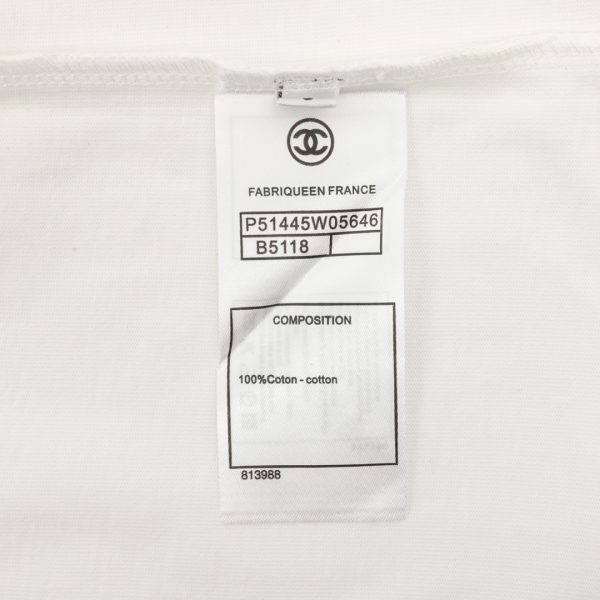 FABRIQUEEN FRANCE
P51445W05646
B5118
COMPOSITION
100%Coton - cotton
813988